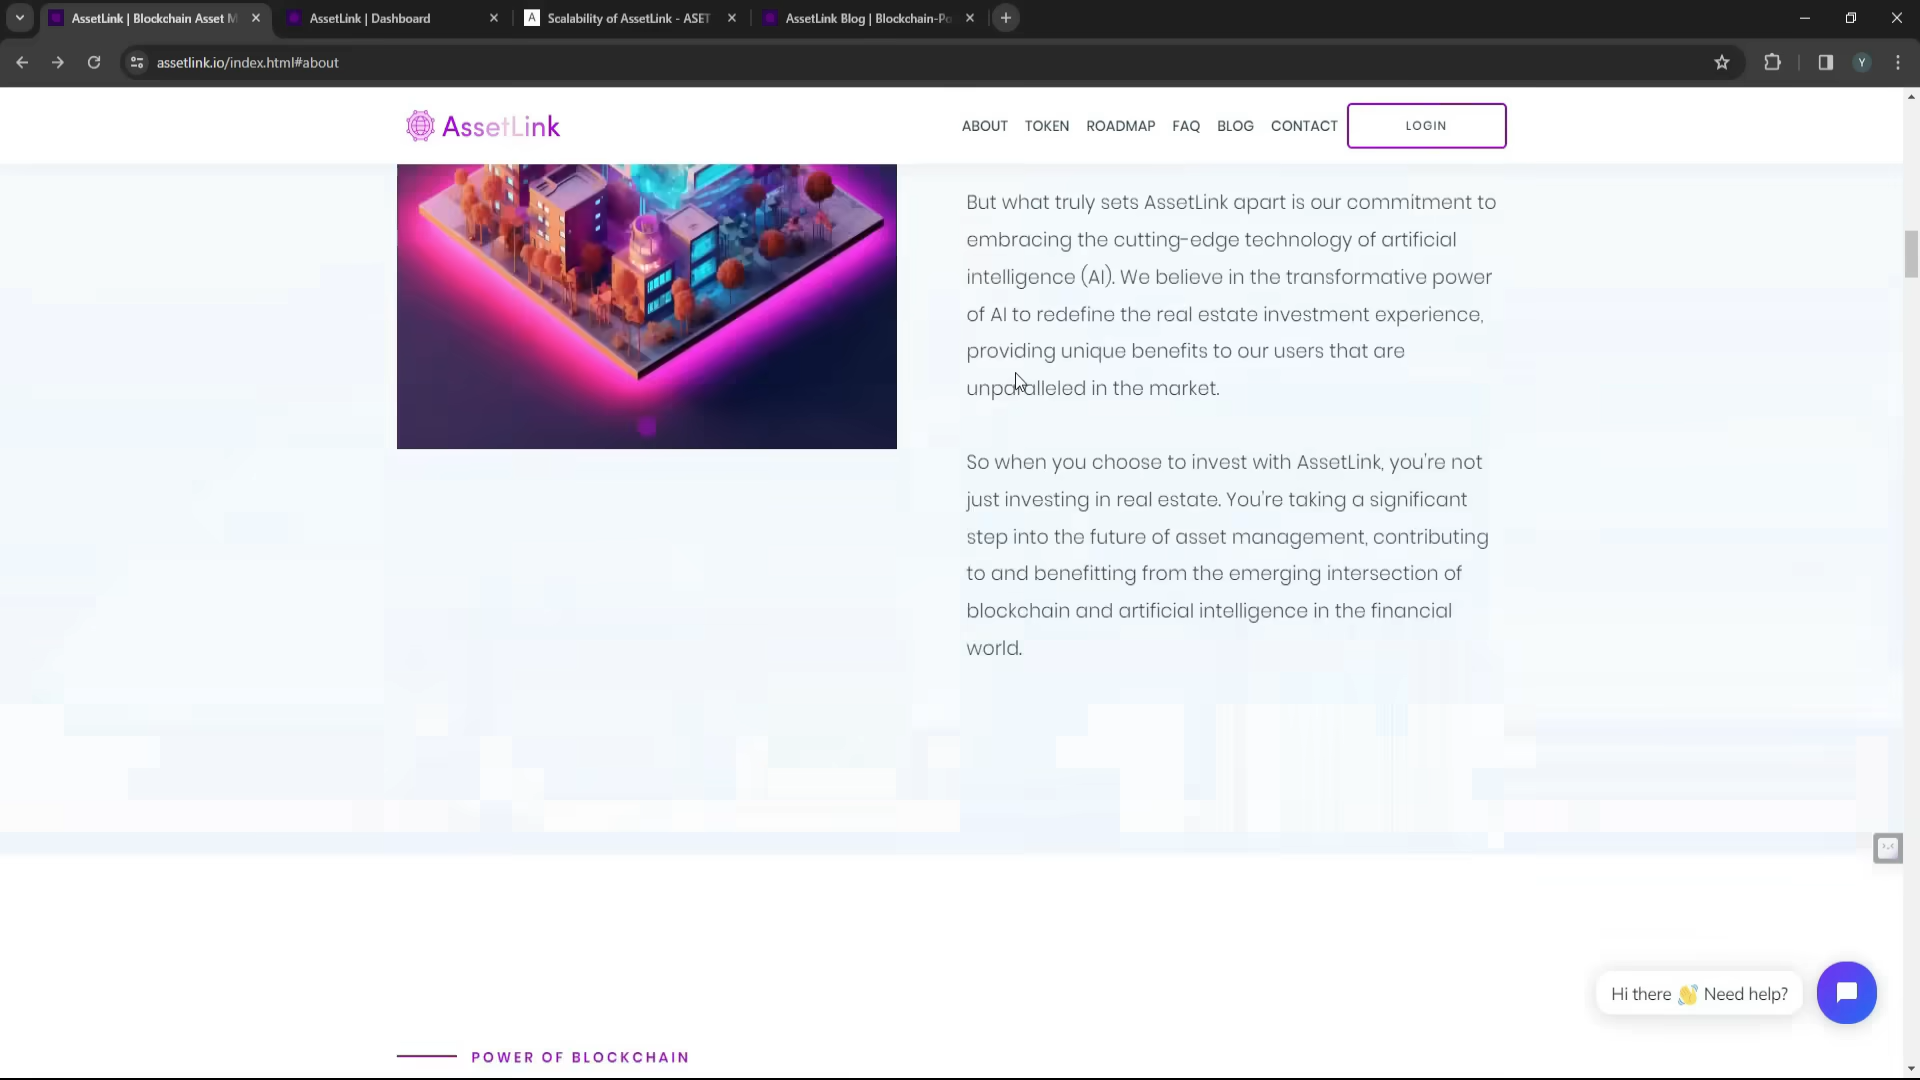 AssetLink | Blockchain Asset M
AssetLink | Dashboard
A
Scalability of AssetLink - ASET
AssetLink Blog | Blockchain-Po
assetlink.io/index.html#about
Y
AssetLink
ABOUT
TOKEN
ROADMAP
FAQ
BLOG
CONTACT
LOGIN
But what truly sets AssetLink apart is our commitment to
embracing the cutting-edge technology of artificial
intelligence (AI). We believe in the transformative power
of AI to redefine the real estate investment experience,
providing unique benefits to our users that are
unparalleled in the market.
So when you choose to invest with AssetLink, you're not
just investing in real estate. You're taking a significant
step into the future of asset management, contributing
to and benefitting from the emerging intersection of
blockchain and artificial intelligence in the financial
world.
Hi there 👋 Need help?
POWER OF BLOCKCHAIN